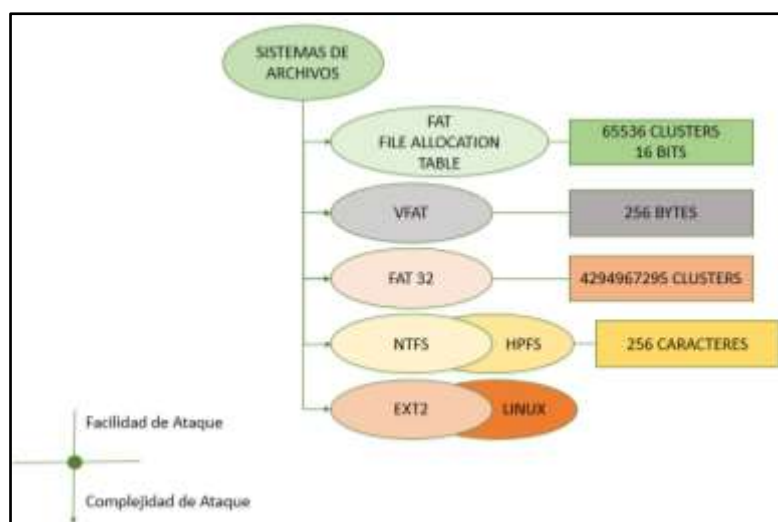 SISTEMAS DE
ARCHIVOS
FAT
FILE ALLOCATION
TABLE
65536 CLUSTERS
16 BITS
VFAT
256 BYTES
FAT 32
4294967295 CLUSTERS
NTFS
HPFS
256 CARACTERES
EXT2
LINUX
Facilidad de Ataque
Complejidad de Ataque